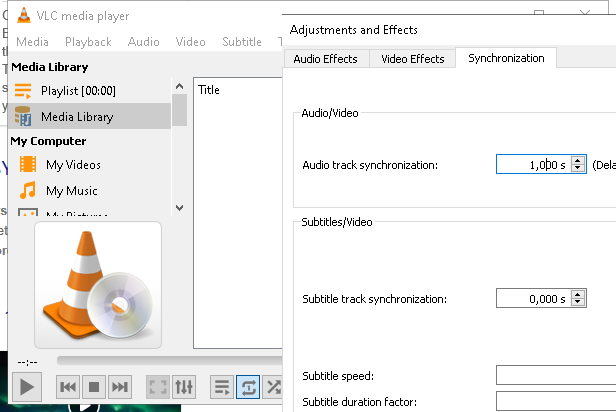 VLC media player
Adjustments and Effects
Media Playback Audio Video Subtitle T
Audio Effects Video Effects Synchronization
Media Library
Playlist [00:00]
Media Library
My Computer
My Videos
My Music
My Pictures
Title
Audio/Video
Audio track synchronization: 1,000 s (Dela
Subtitles/Video
Subtitle track synchronization: 0,000 s
Subtitle speed:
Subtitle duration factor:
--:--